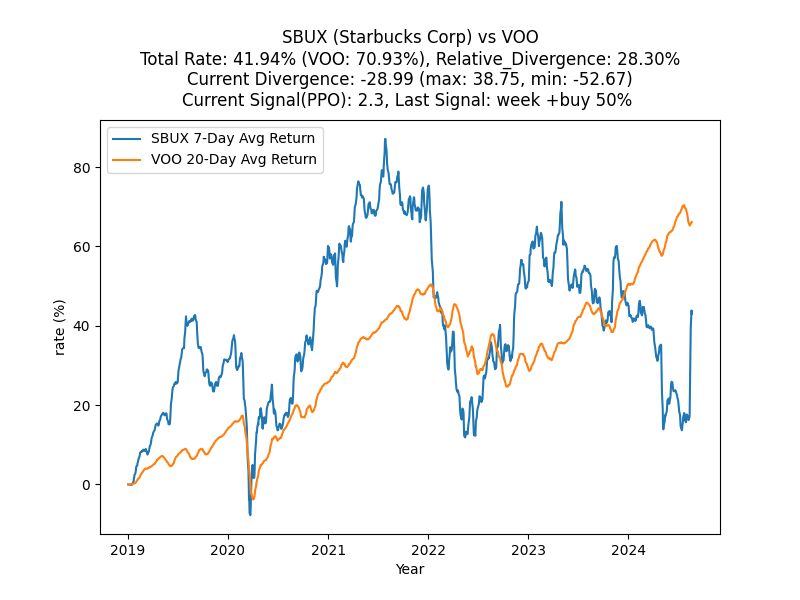 SBUX (Starbucks Corp) vs VOO
Total Rate: 41.94% (VOO: 70.93%), Relative_Divergence: 28.30%
Current Divergence: -28.99 (max: 38.75, min: -52.67)
Current Signal(PPO): 2.3, Last Signal: week +buy 50%
SBUX 7-Day Avg Return
VOO 20-Day Avg Return
80
60
40
20
0
rate (%)
2019 2020 2021 2022 2023 2024
Year